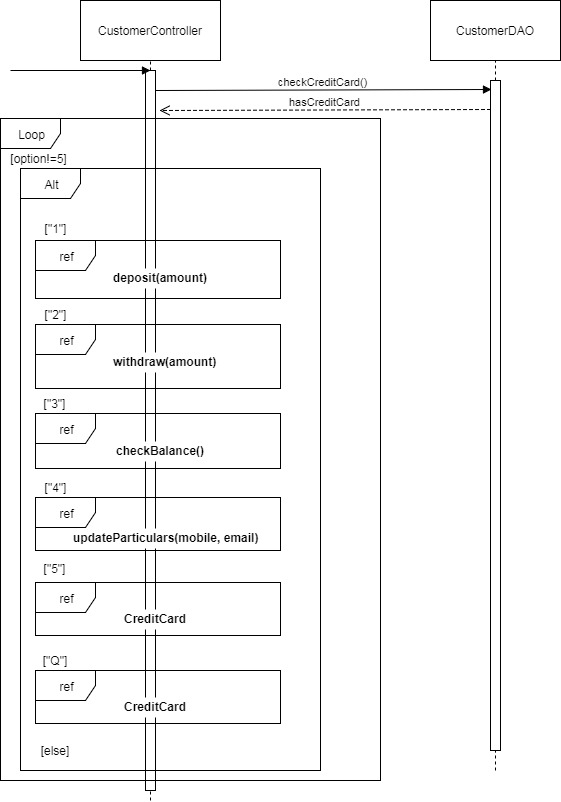 CustomerController
CustomerDAO
checkCreditCard()
hasCreditCard
Loop
[option!=5]
Alt
["1"]
ref
deposit(amount)
["2"]
ref
withdraw(amount)
["3"]
ref
checkBalance()
["4"]
ref
updateParticulars(mobile, email)
["5"]
ref
CreditCard
["Q"]
ref
CreditCard
[else]